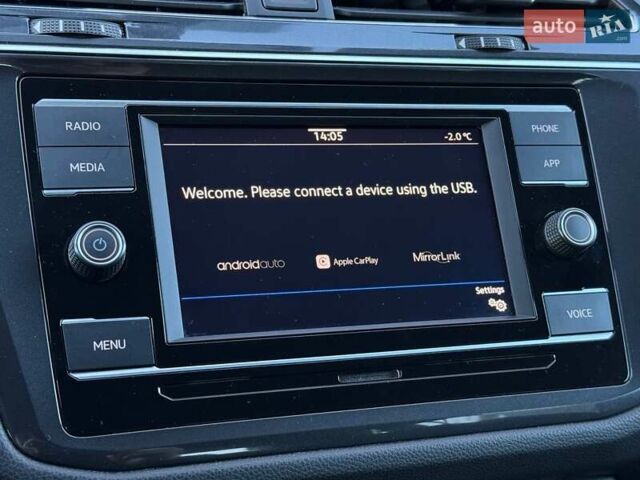 auto RIA
.com
RADIO
MEDIA
MENU
14:05
-2.0 °C
Welcome. Please connect a device using the USB.
androidauto
Apple CarPlay
MirrorLink
Settings
PHONE
APP
VOICE